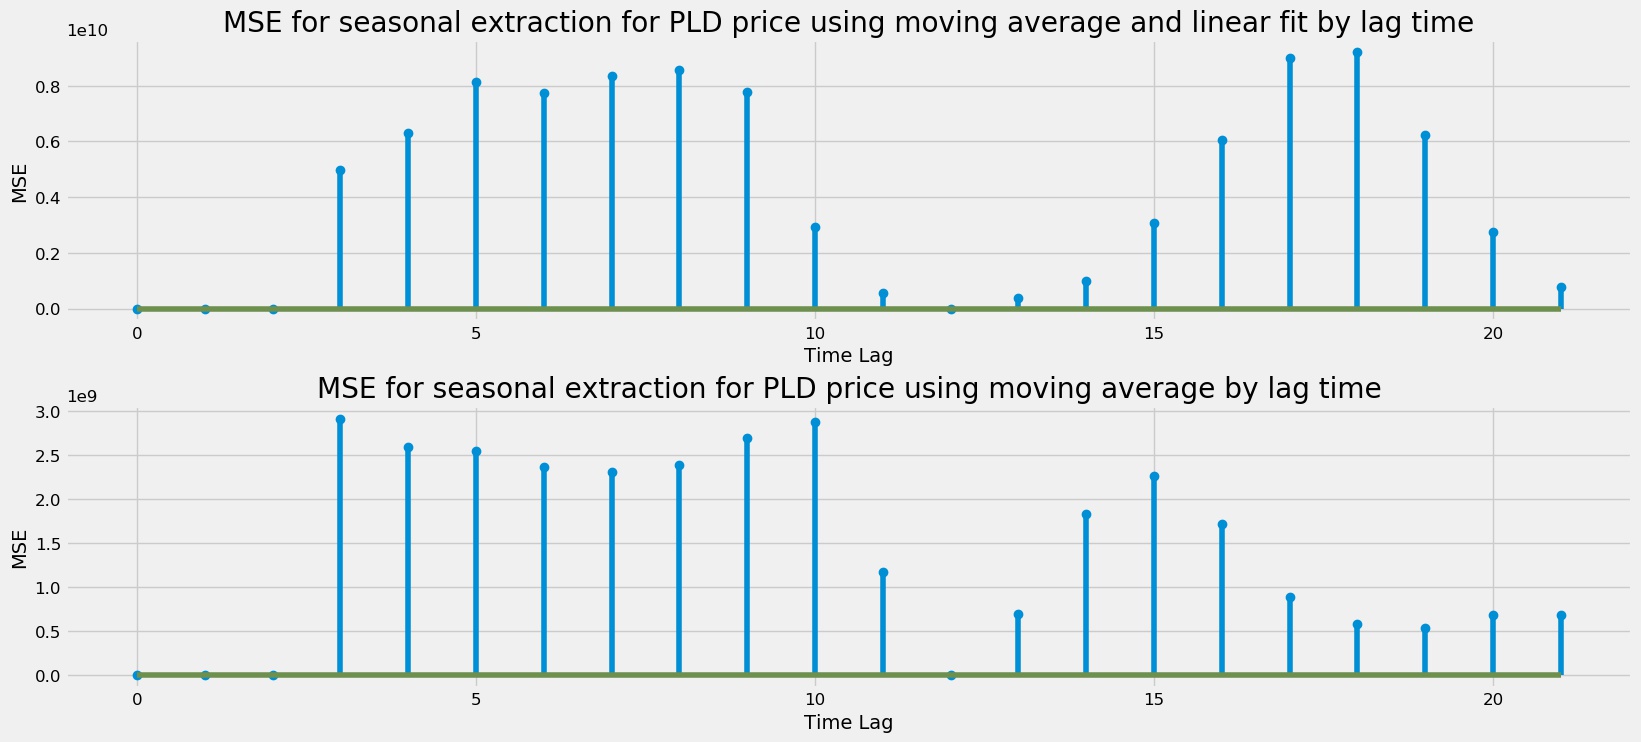 MSE for seasonal extraction for PLD price using moving average and linear fit by lag time
1e10
0.8
0.6
0.4
0.2
0.0
MSE
0 5 10 15 20
Time Lag
MSE for seasonal extraction for PLD price using moving average by lag time
1e9
3.0
2.5
2.0
1.5
1.0
0.5
0.0
MSE
0 5 10 15 20
Time Lag